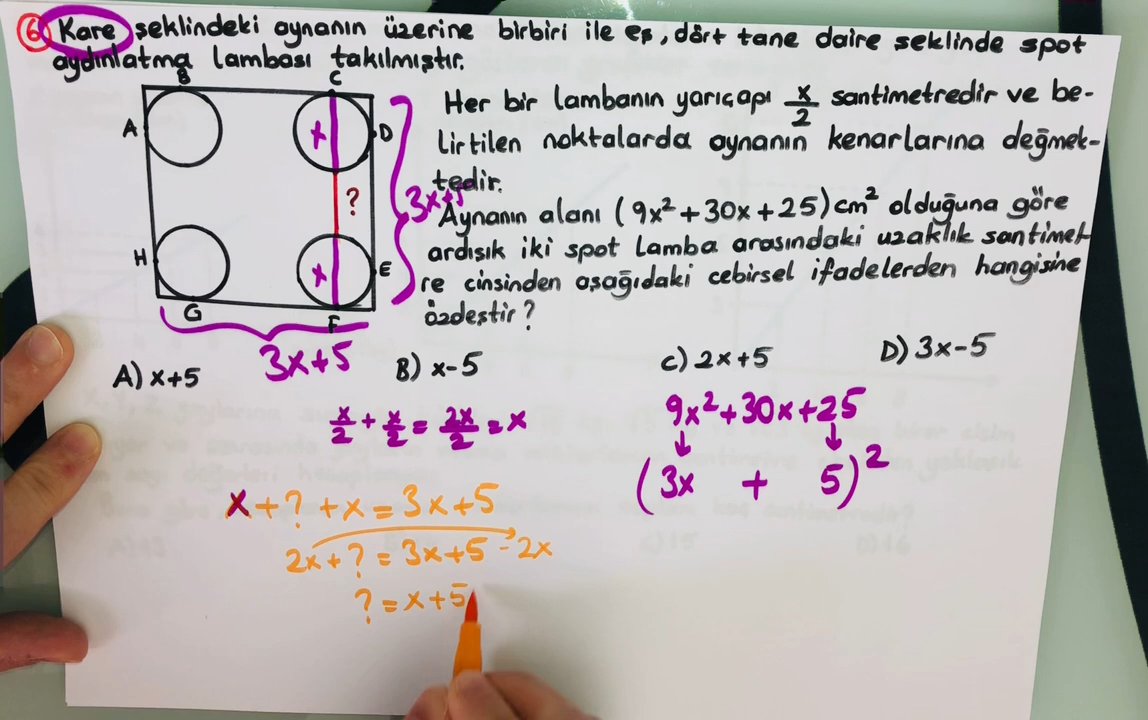 6 Kare şeklindeki aynanın üzerine birbiri ile eş, dört tane daire şeklinde spot
aydınlatma lambası takılmıştır.
B C
A D
H E
G F
x
?
x
3x+5
3x+5
Her bir lambanın yarıçapı x/2 santimetredir ve be-
lirtilen noktalarda aynanın kenarlarına değmek-
tedir.
Aynanın alanı (9x²+30x+25)cm² olduğuna göre
ardışık iki spot lamba arasındaki uzaklık santimet
re cinsinden aşağıdaki cebirsel ifadelerden hangisine
özdeştir?
A) x+5 B) x-5 C) 2x+5 D) 3x-5
x/2 + x/2 = 2x/2 = x
9x²+30x+25
(3x + 5)²
x+?+x=3x+5
2x+?=3x+5-2x
?=x+5